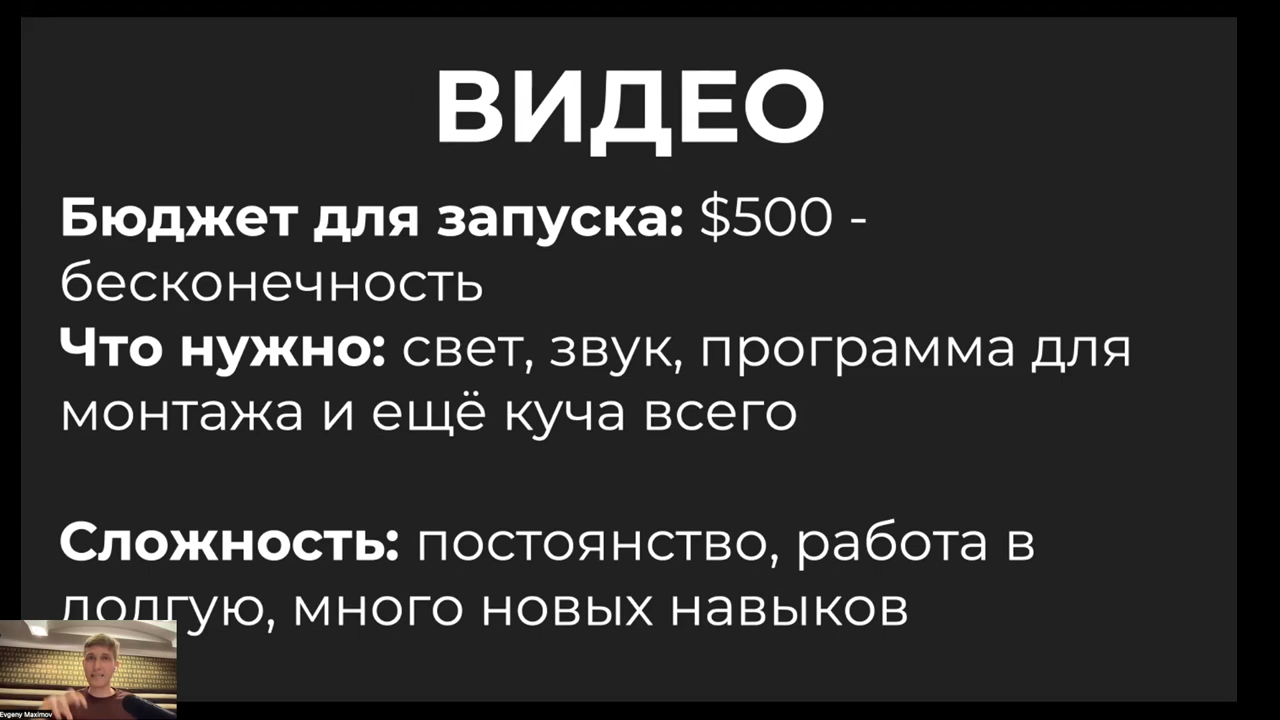 ВИДЕО
Бюджет для запуска: $500 -
бесконечность
Что нужно: свет, звук, программа для
монтажа и ещё куча всего
Сложность: постоянство, работа в
долгую, много новых навыков
Evgeny Maximov